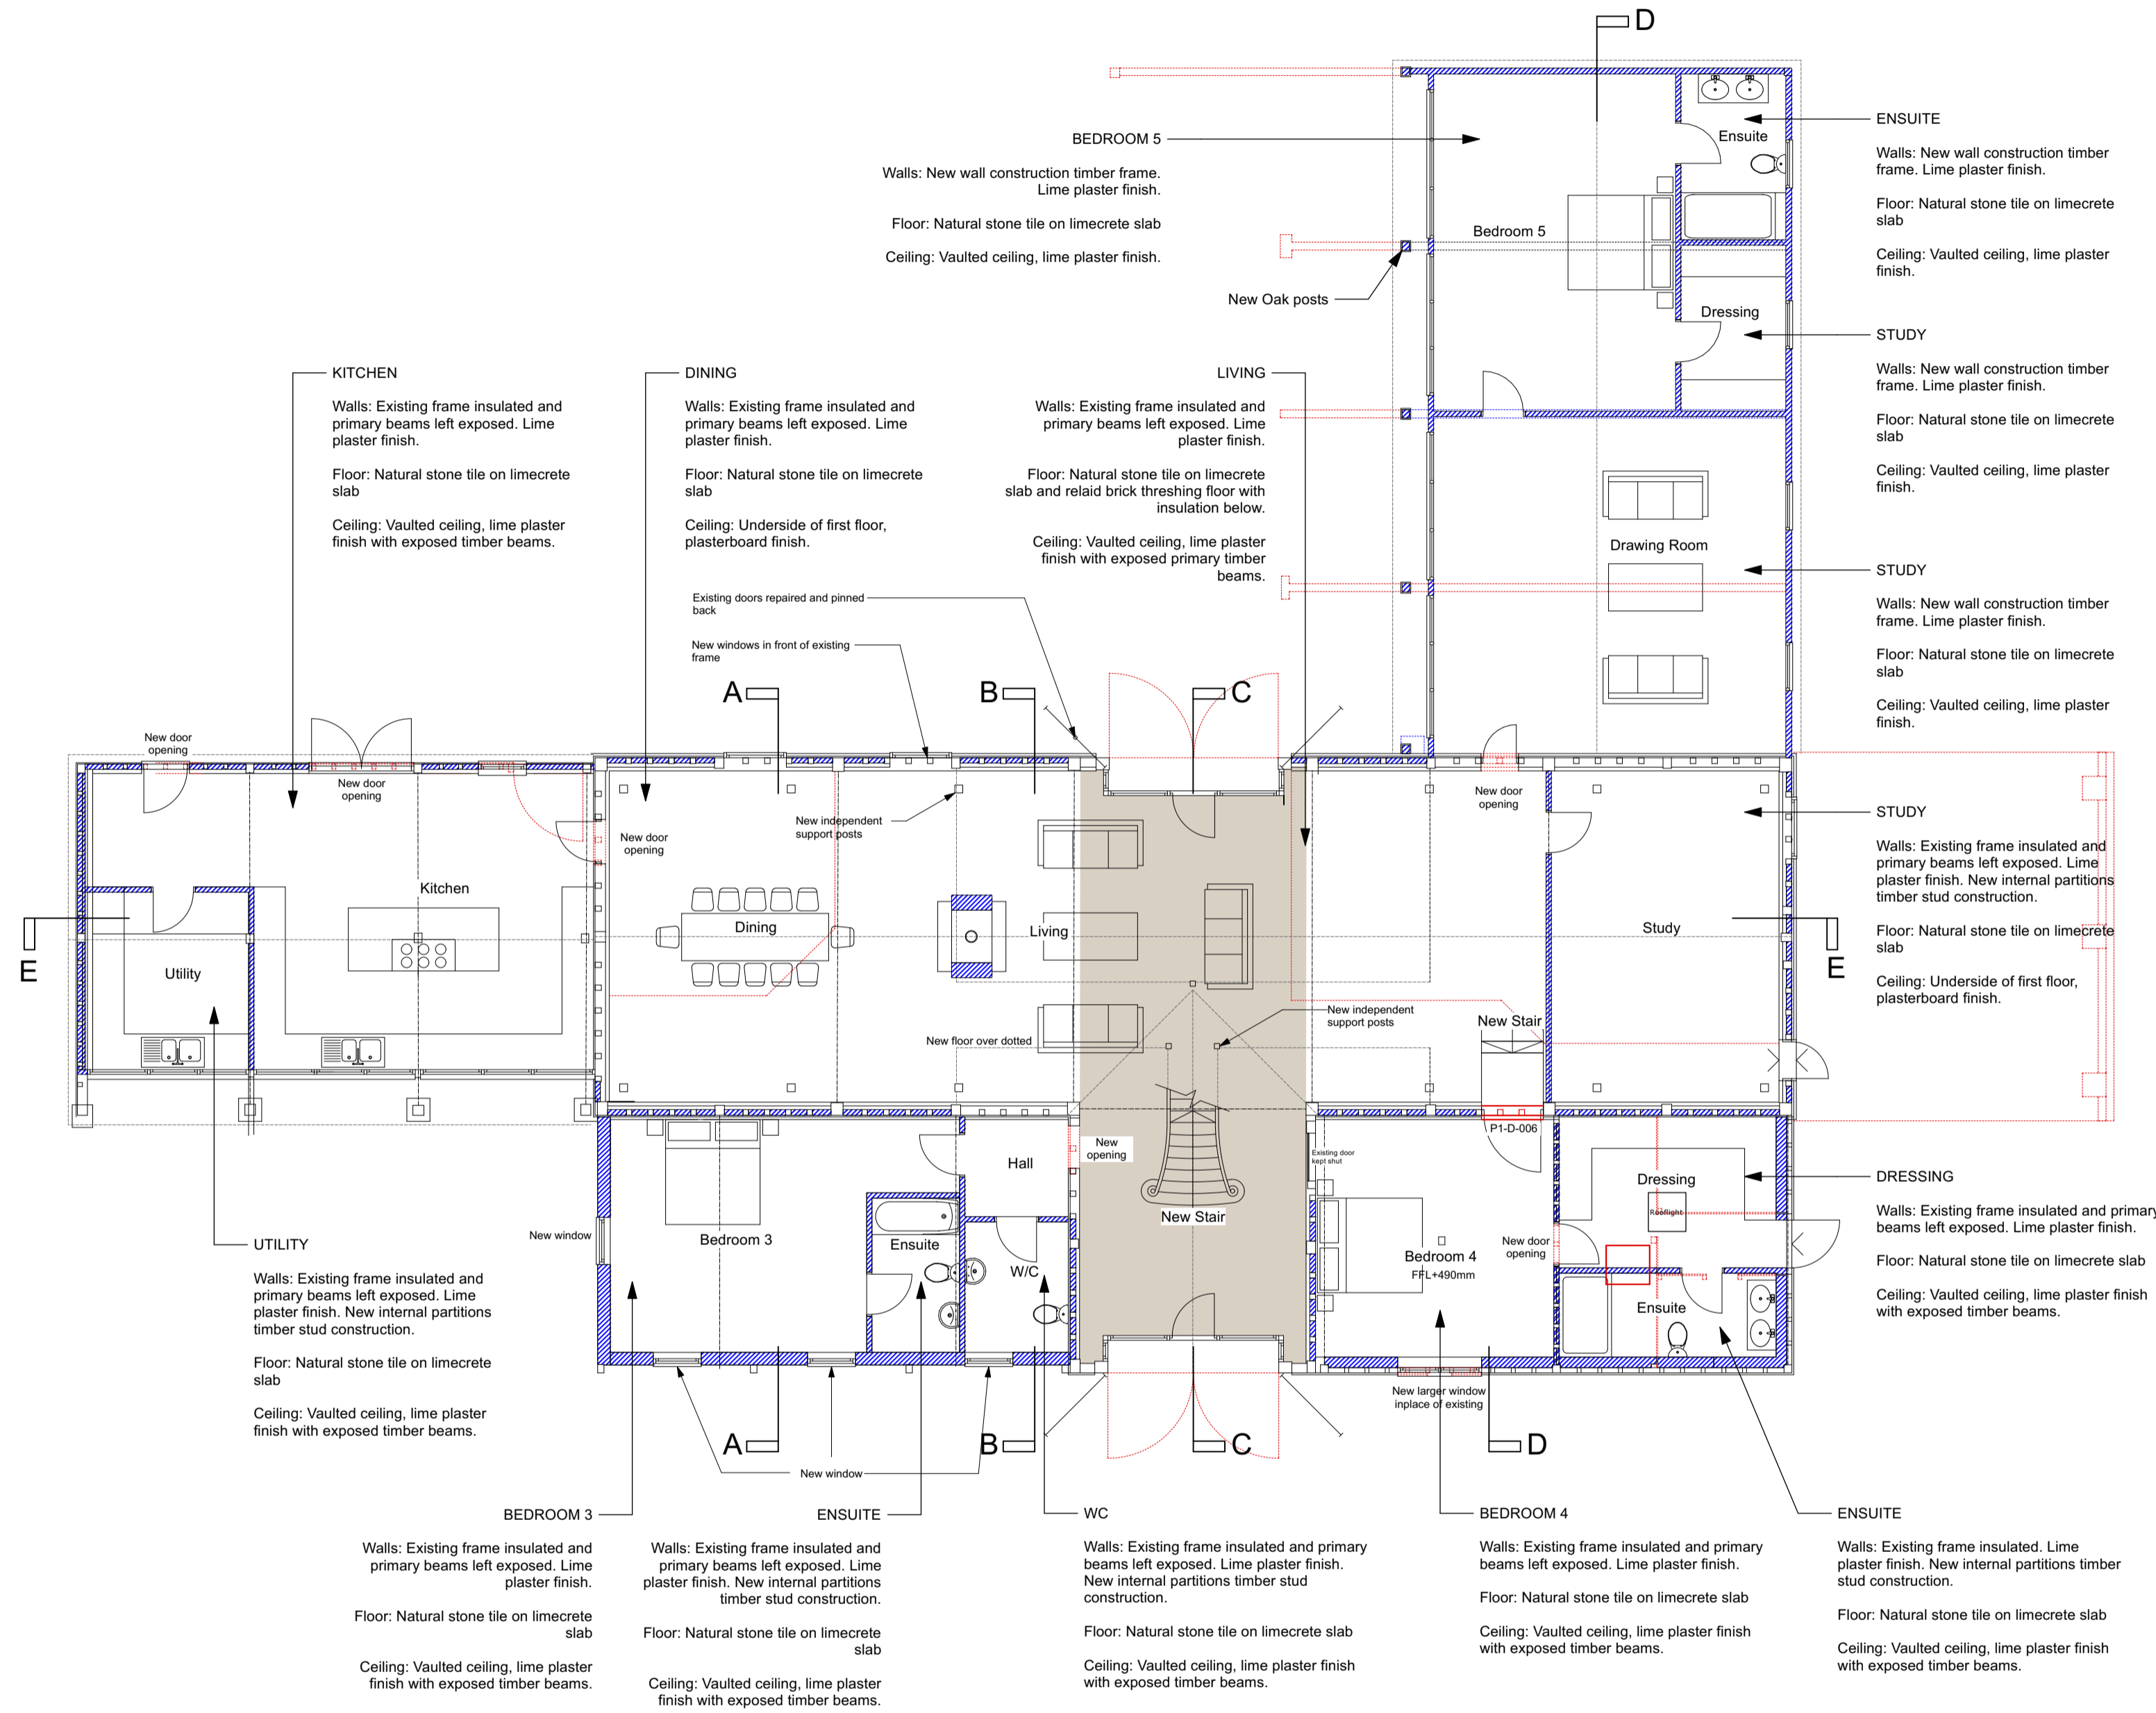 D
BEDROOM 5
Walls: New wall construction timber frame.
Lime plaster finish.
Floor: Natural stone tile on limecrete slab
Ceiling: Vaulted ceiling, lime plaster finish.
New Oak posts
Bedroom 5
Ensuite
Dressing
ENSUITE
Walls: New wall construction timber
frame. Lime plaster finish.
Floor: Natural stone tile on limecrete
slab
Ceiling: Vaulted ceiling, lime plaster
finish.
STUDY
Walls: New wall construction timber
frame. Lime plaster finish.
Floor: Natural stone tile on limecrete
slab
Ceiling: Vaulted ceiling, lime plaster
finish.
KITCHEN
Walls: Existing frame insulated and
primary beams left exposed. Lime
plaster finish.
Floor: Natural stone tile on limecrete
slab
Ceiling: Vaulted ceiling, lime plaster
finish with exposed timber beams.
DINING
Walls: Existing frame insulated and
primary beams left exposed. Lime
plaster finish.
Floor: Natural stone tile on limecrete
slab
Ceiling: Underside of first floor,
plasterboard finish.
LIVING
Walls: Existing frame insulated and
primary beams left exposed. Lime
plaster finish.
Floor: Natural stone tile on limecrete
slab and relaid brick threshing floor with
insulation below.
Ceiling: Vaulted ceiling, lime plaster
finish with exposed primary timber
beams.
Drawing Room
STUDY
Walls: New wall construction timber
frame. Lime plaster finish.
Floor: Natural stone tile on limecrete
slab
Ceiling: Vaulted ceiling, lime plaster
finish.
Existing doors repaired and pinned
back
New windows in front of existing
frame
A
B
C
New door
opening
New door
opening
New door
opening
New independent
support posts
New door
opening
STUDY
Walls: Existing frame insulated and
primary beams left exposed. Lime
plaster finish. New internal partitions
timber stud construction.
Floor: Natural stone tile on limecrete
slab
Ceiling: Underside of first floor,
plasterboard finish.
Kitchen
Dining
Living
Study
E
E
Utility
New independent
support posts
New Stair
New floor over dotted
P1-D-006
New
opening
Existing door
kept shut
Hall
Dressing
Rooflight
DRESSING
Walls: Existing frame insulated and primary
beams left exposed. Lime plaster finish.
Floor: Natural stone tile on limecrete slab
Ceiling: Vaulted ceiling, lime plaster finish
with exposed timber beams.
New Stair
New window
Bedroom 3
Ensuite
W/C
Bedroom 4
FFL+490mm
New door
opening
Ensuite
UTILITY
Walls: Existing frame insulated and
primary beams left exposed. Lime
plaster finish. New internal partitions
timber stud construction.
Floor: Natural stone tile on limecrete
slab
Ceiling: Vaulted ceiling, lime plaster
finish with exposed timber beams.
New larger window
inplace of existing
A
B
C
D
New window
BEDROOM 3
Walls: Existing frame insulated and
primary beams left exposed. Lime
plaster finish.
Floor: Natural stone tile on limecrete
slab
Ceiling: Vaulted ceiling, lime plaster
finish with exposed timber beams.
ENSUITE
Walls: Existing frame insulated and
primary beams left exposed. Lime
plaster finish. New internal partitions
timber stud construction.
Floor: Natural stone tile on limecrete
slab
Ceiling: Vaulted ceiling, lime plaster
finish with exposed timber beams.
WC
Walls: Existing frame insulated and primary
beams left exposed. Lime plaster finish.
New internal partitions timber stud
construction.
Floor: Natural stone tile on limecrete slab
Ceiling: Vaulted ceiling, lime plaster finish
with exposed timber beams.
BEDROOM 4
Walls: Existing frame insulated and primary
beams left exposed. Lime plaster finish.
Floor: Natural stone tile on limecrete slab
Ceiling: Vaulted ceiling, lime plaster finish
with exposed timber beams.
ENSUITE
Walls: Existing frame insulated. Lime
plaster finish. New internal partitions timber
stud construction.
Floor: Natural stone tile on limecrete slab
Ceiling: Vaulted ceiling, lime plaster finish
with exposed timber beams.